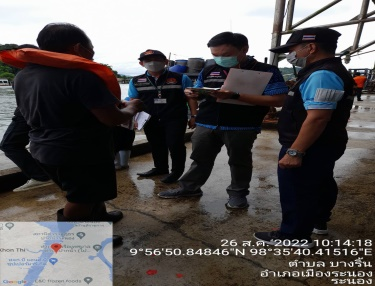 26 ส.ค. 2022 10:14:18
9°56'50.84846"N 98°35'40.41516"E
ตำบล บางริ้น
อำเภอเมืองระนอง
ระนอง
Google